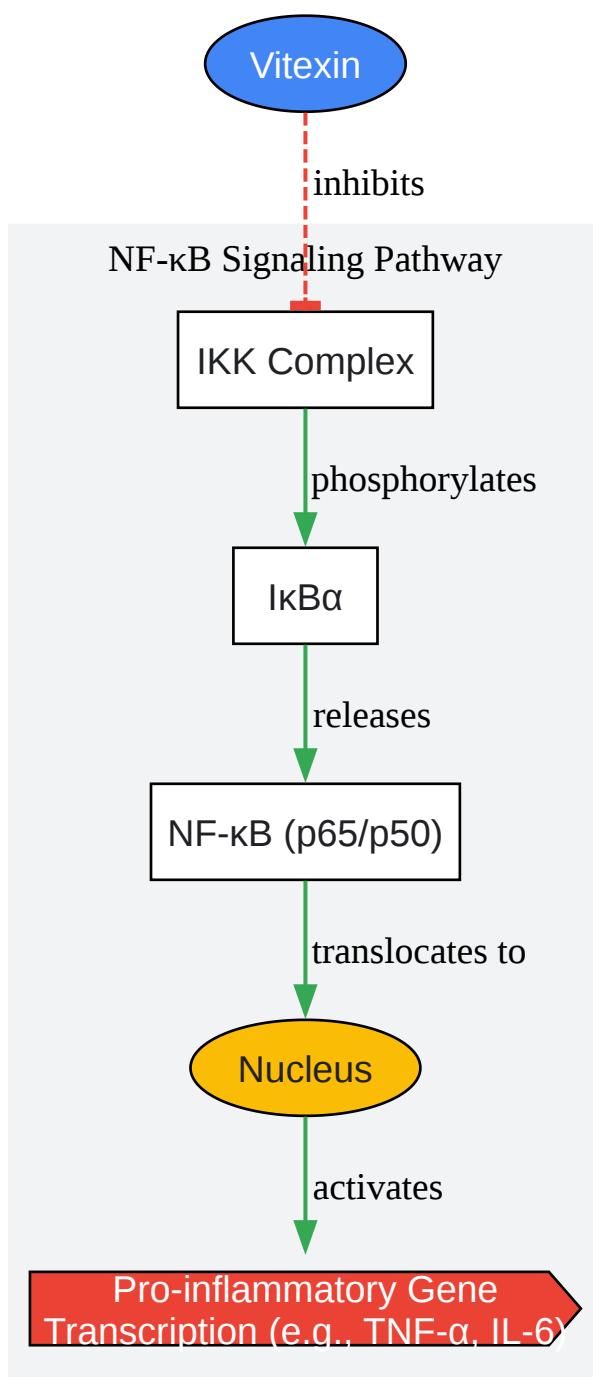 Vitexin
inhibits
NF-κB Signaling Pathway
IKK Complex
phosphorylates
IκBα
releases
NF-κB (p65/p50)
translocates to
Nucleus
activates
Pro-inflammatory Gene
Transcription (e.g., TNF-α, IL-6)